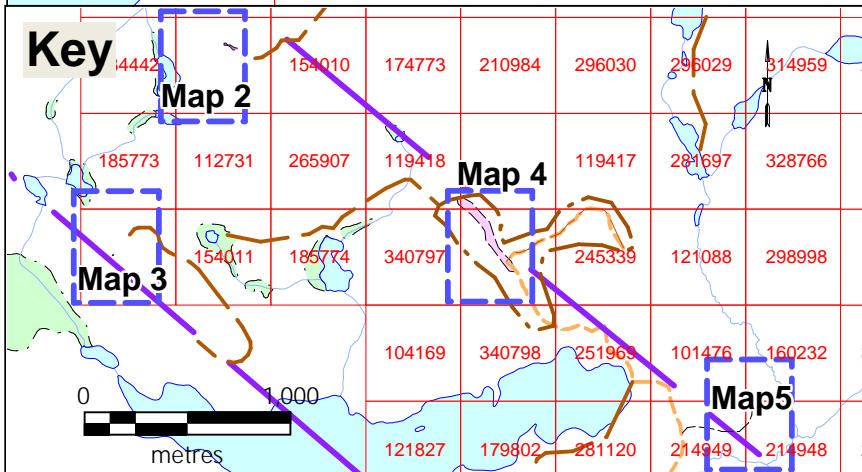 Key
34442 154010 174773 210984 296030 296029 314959
Map 2
N
185773 112731 265907 119418 119417 281697 328766
Map 4
154011 185774 340797 245339 121088 298998
Map 3
104169 340798 251969 101476 160232
0 1,000
metres
Map5
121827 179802 281120 214949 214948